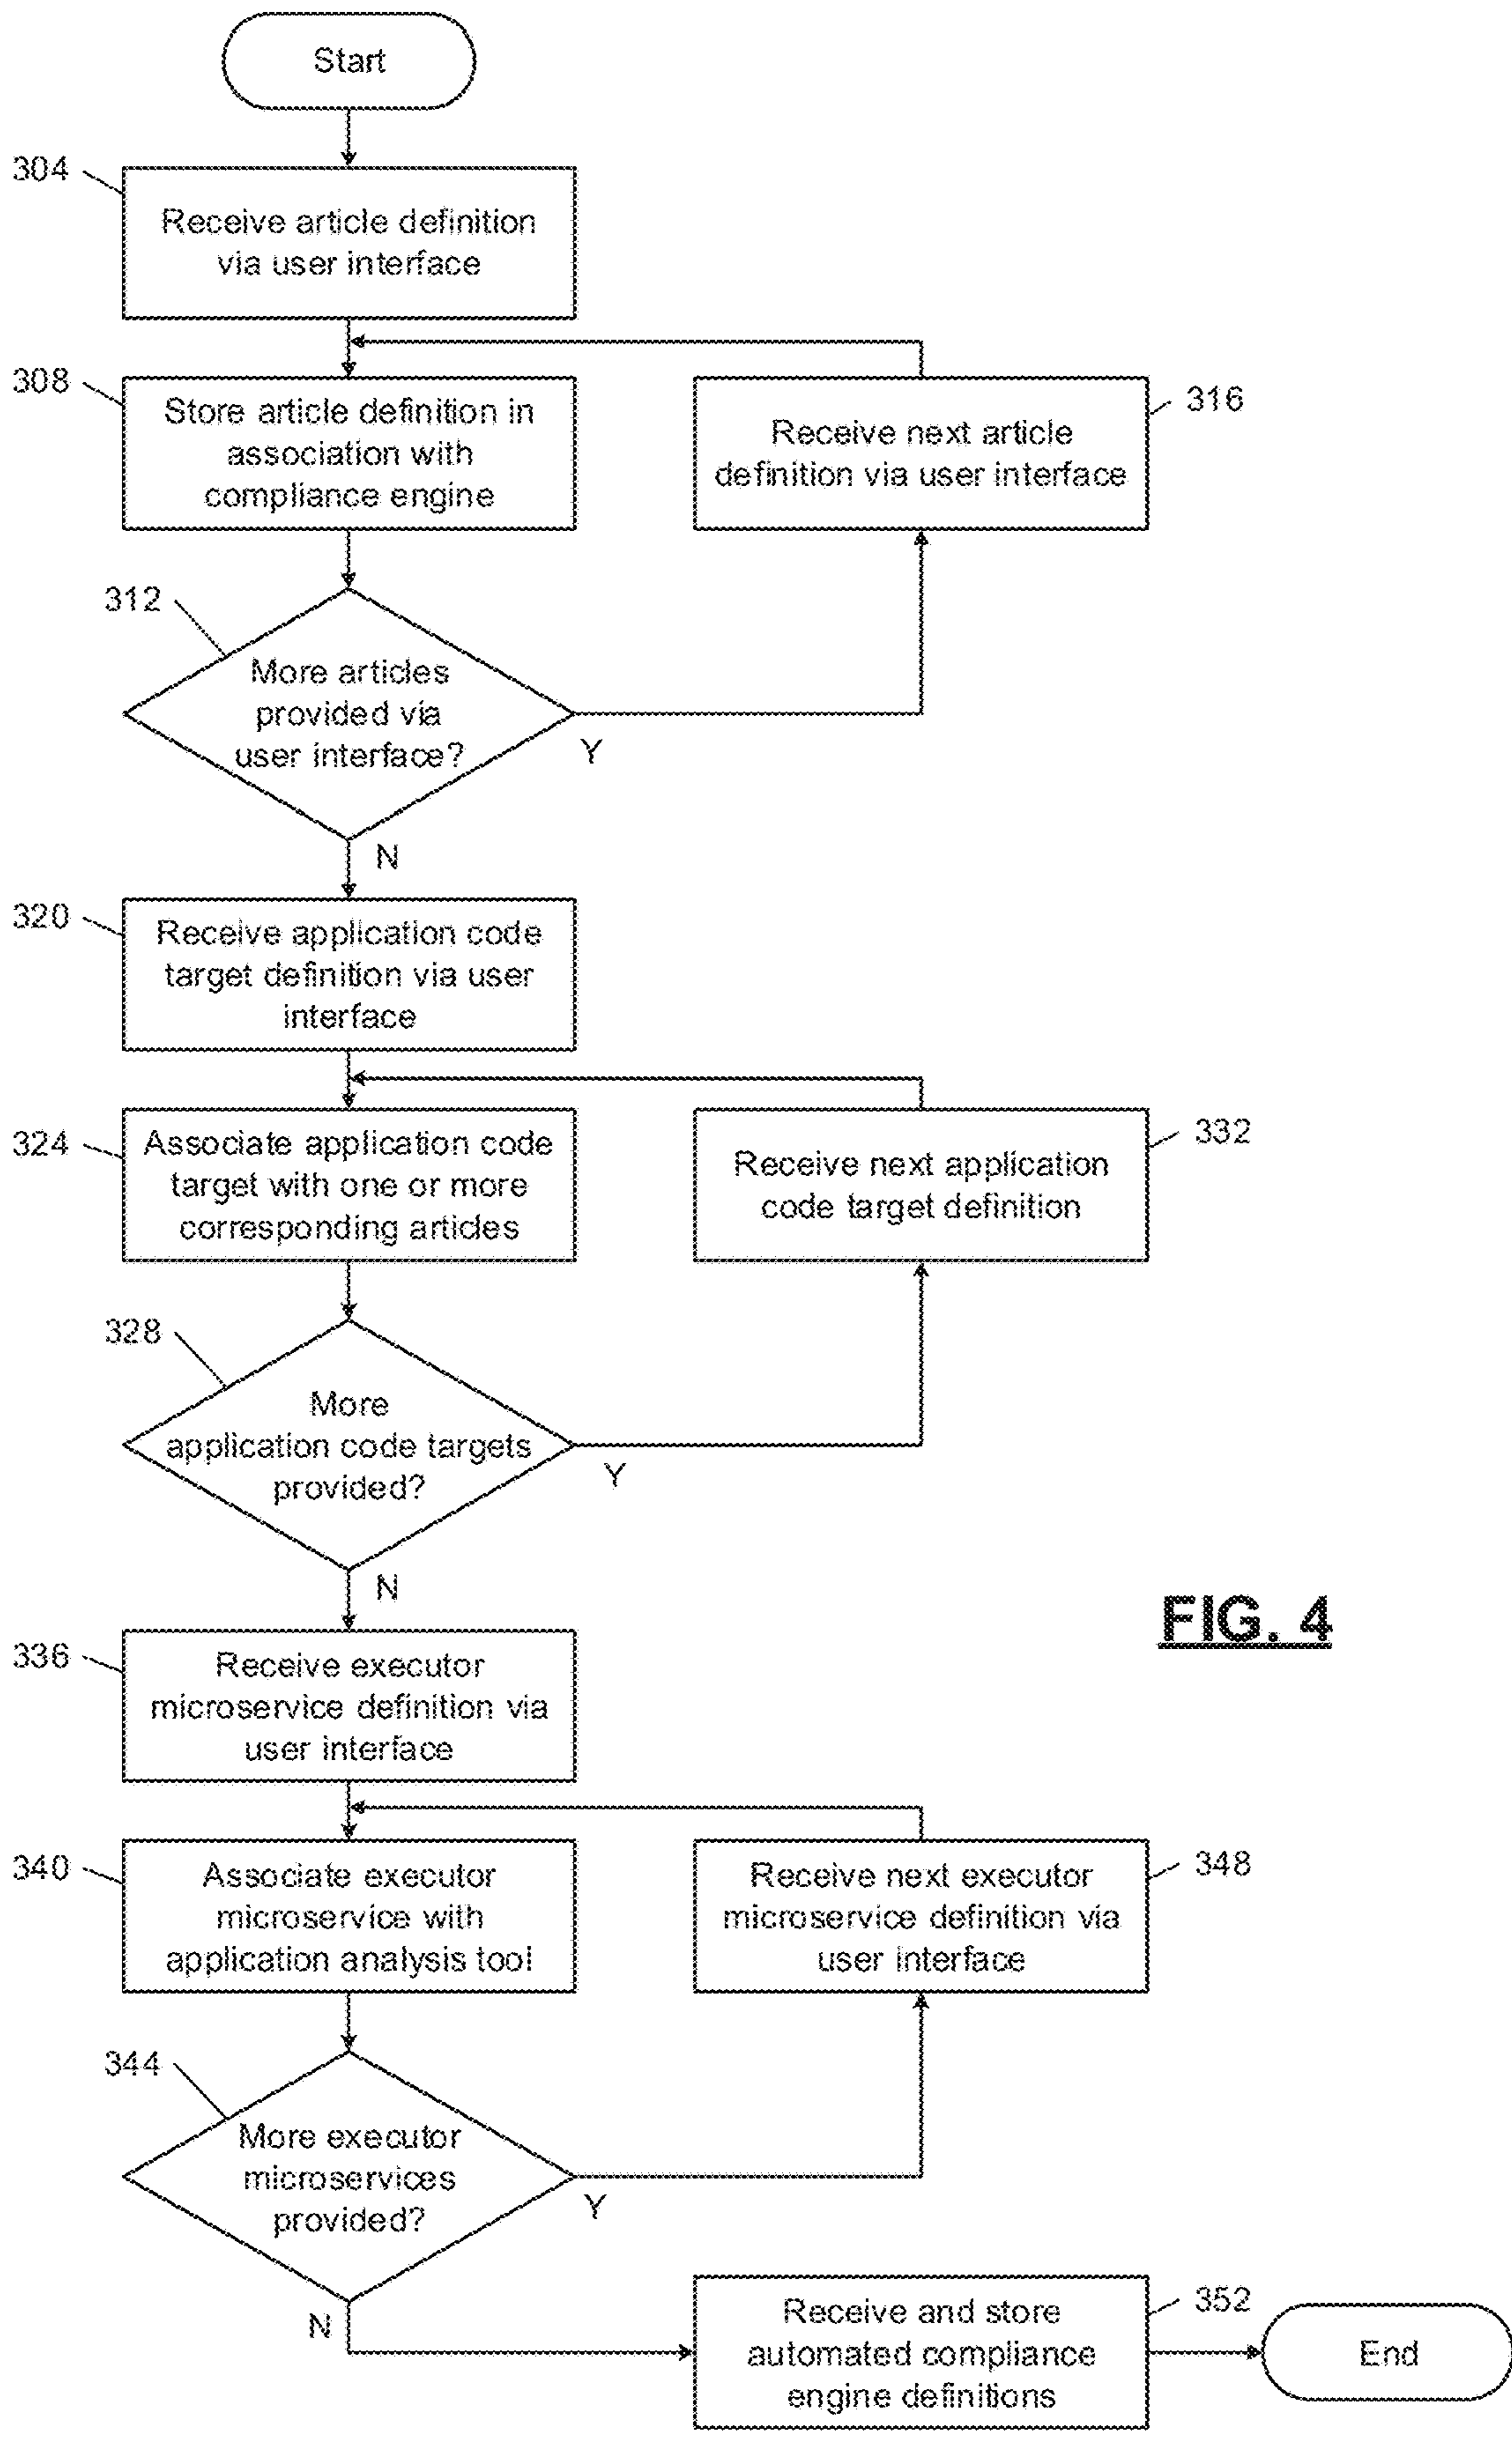 Start
304
Receive article definition
via user interface
308
Store article definition in
association with
compliance engine
316
Receive next article
definition via user interface
312
More articles
provided via
user interface?
Y
N
320
Receive application code
target definition via user
interface
324
Associate application code
target with one or more
corresponding articles
332
Receive next application
code target definition
328
More
application code targets
provided?
Y
N
FIG. 4
336
Receive executor
microservice definition via
user interface
340
Associate executor
microservice with
application analysis tool
348
Receive next executor
microservice definition via
user interface
344
More executor
microservices
provided?
Y
N
352
Receive and store
automated compliance
engine definitions
End